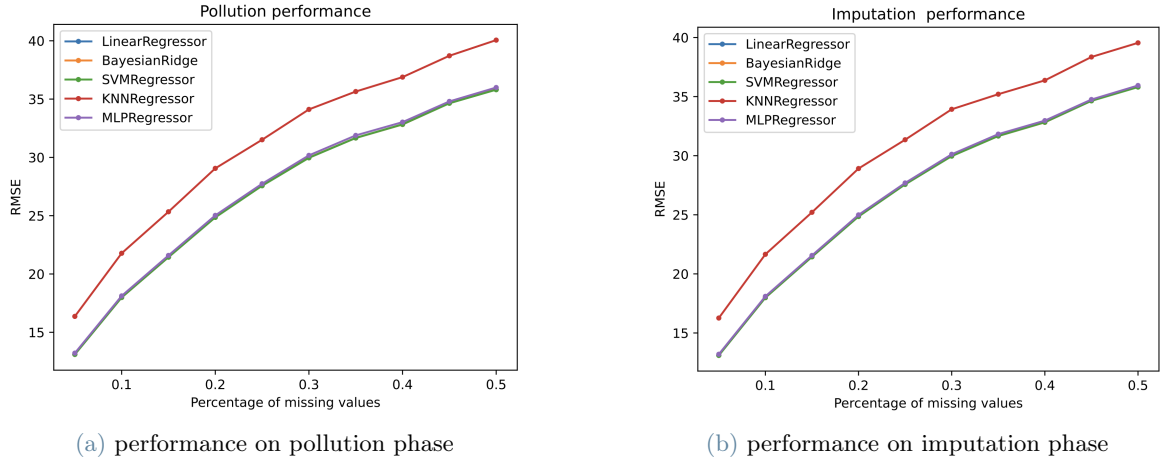 Pollution performance
40
35
30
25
20
15
RMSE
LinearRegressor
BayesianRidge
SVMRegressor
KNNRegressor
MLPRegressor
0.1 0.2 0.3 0.4 0.5
Percentage of missing values
(a) performance on pollution phase
Imputation performance
40
35
30
25
20
15
RMSE
LinearRegressor
BayesianRidge
SVMRegressor
KNNRegressor
MLPRegressor
0.1 0.2 0.3 0.4 0.5
Percentage of missing values
(b) performance on imputation phase